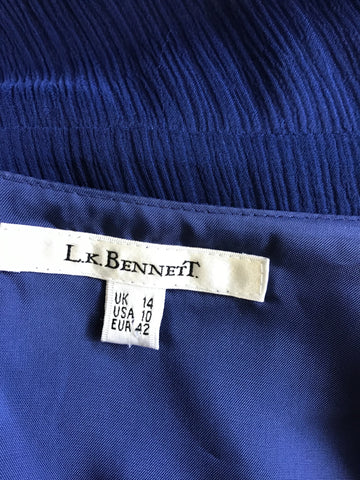 L.K.BENNETT.
UK 14
USA 10
EUR 42